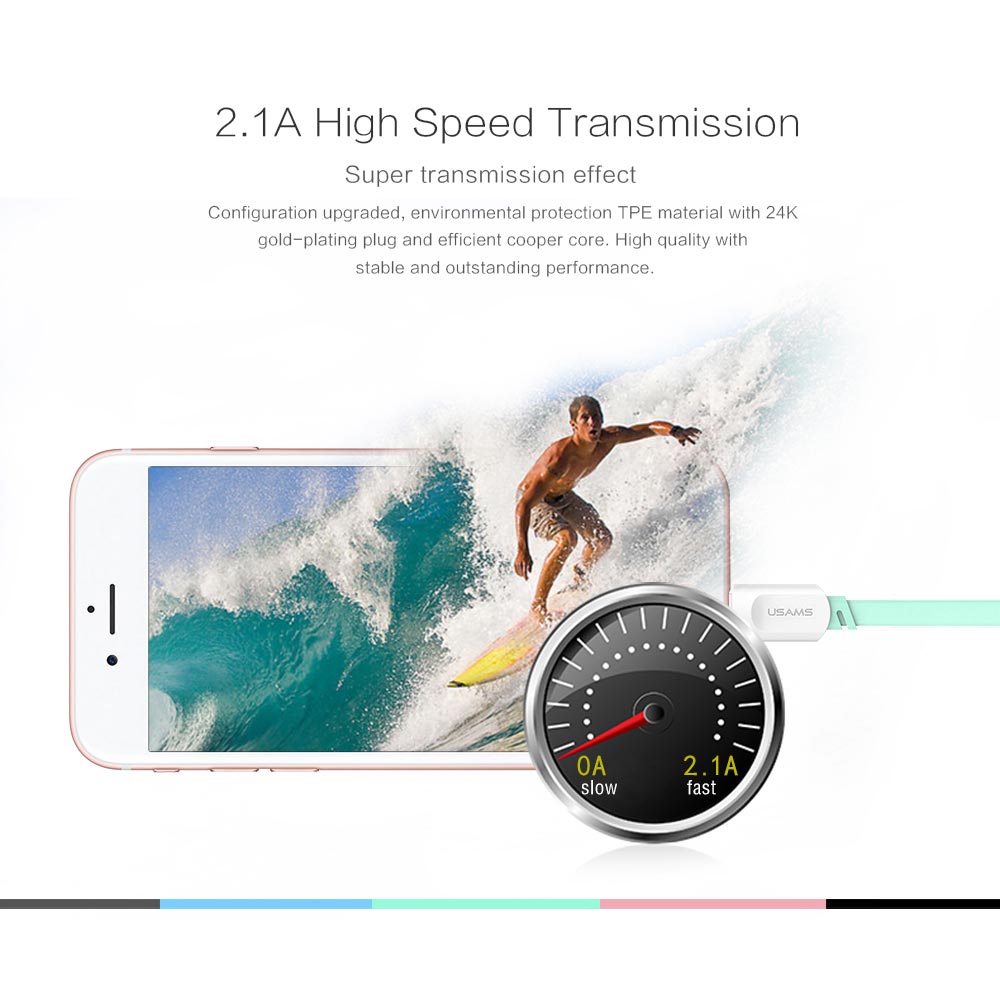 2.1A High Speed Transmission
Super transmission effect
Configuration upgraded, environmental protection TPE material with 24K
gold-plating plug and efficient cooper core. High quality with
stable and outstanding performance.
USAMS
0A 2.1A
slow fast